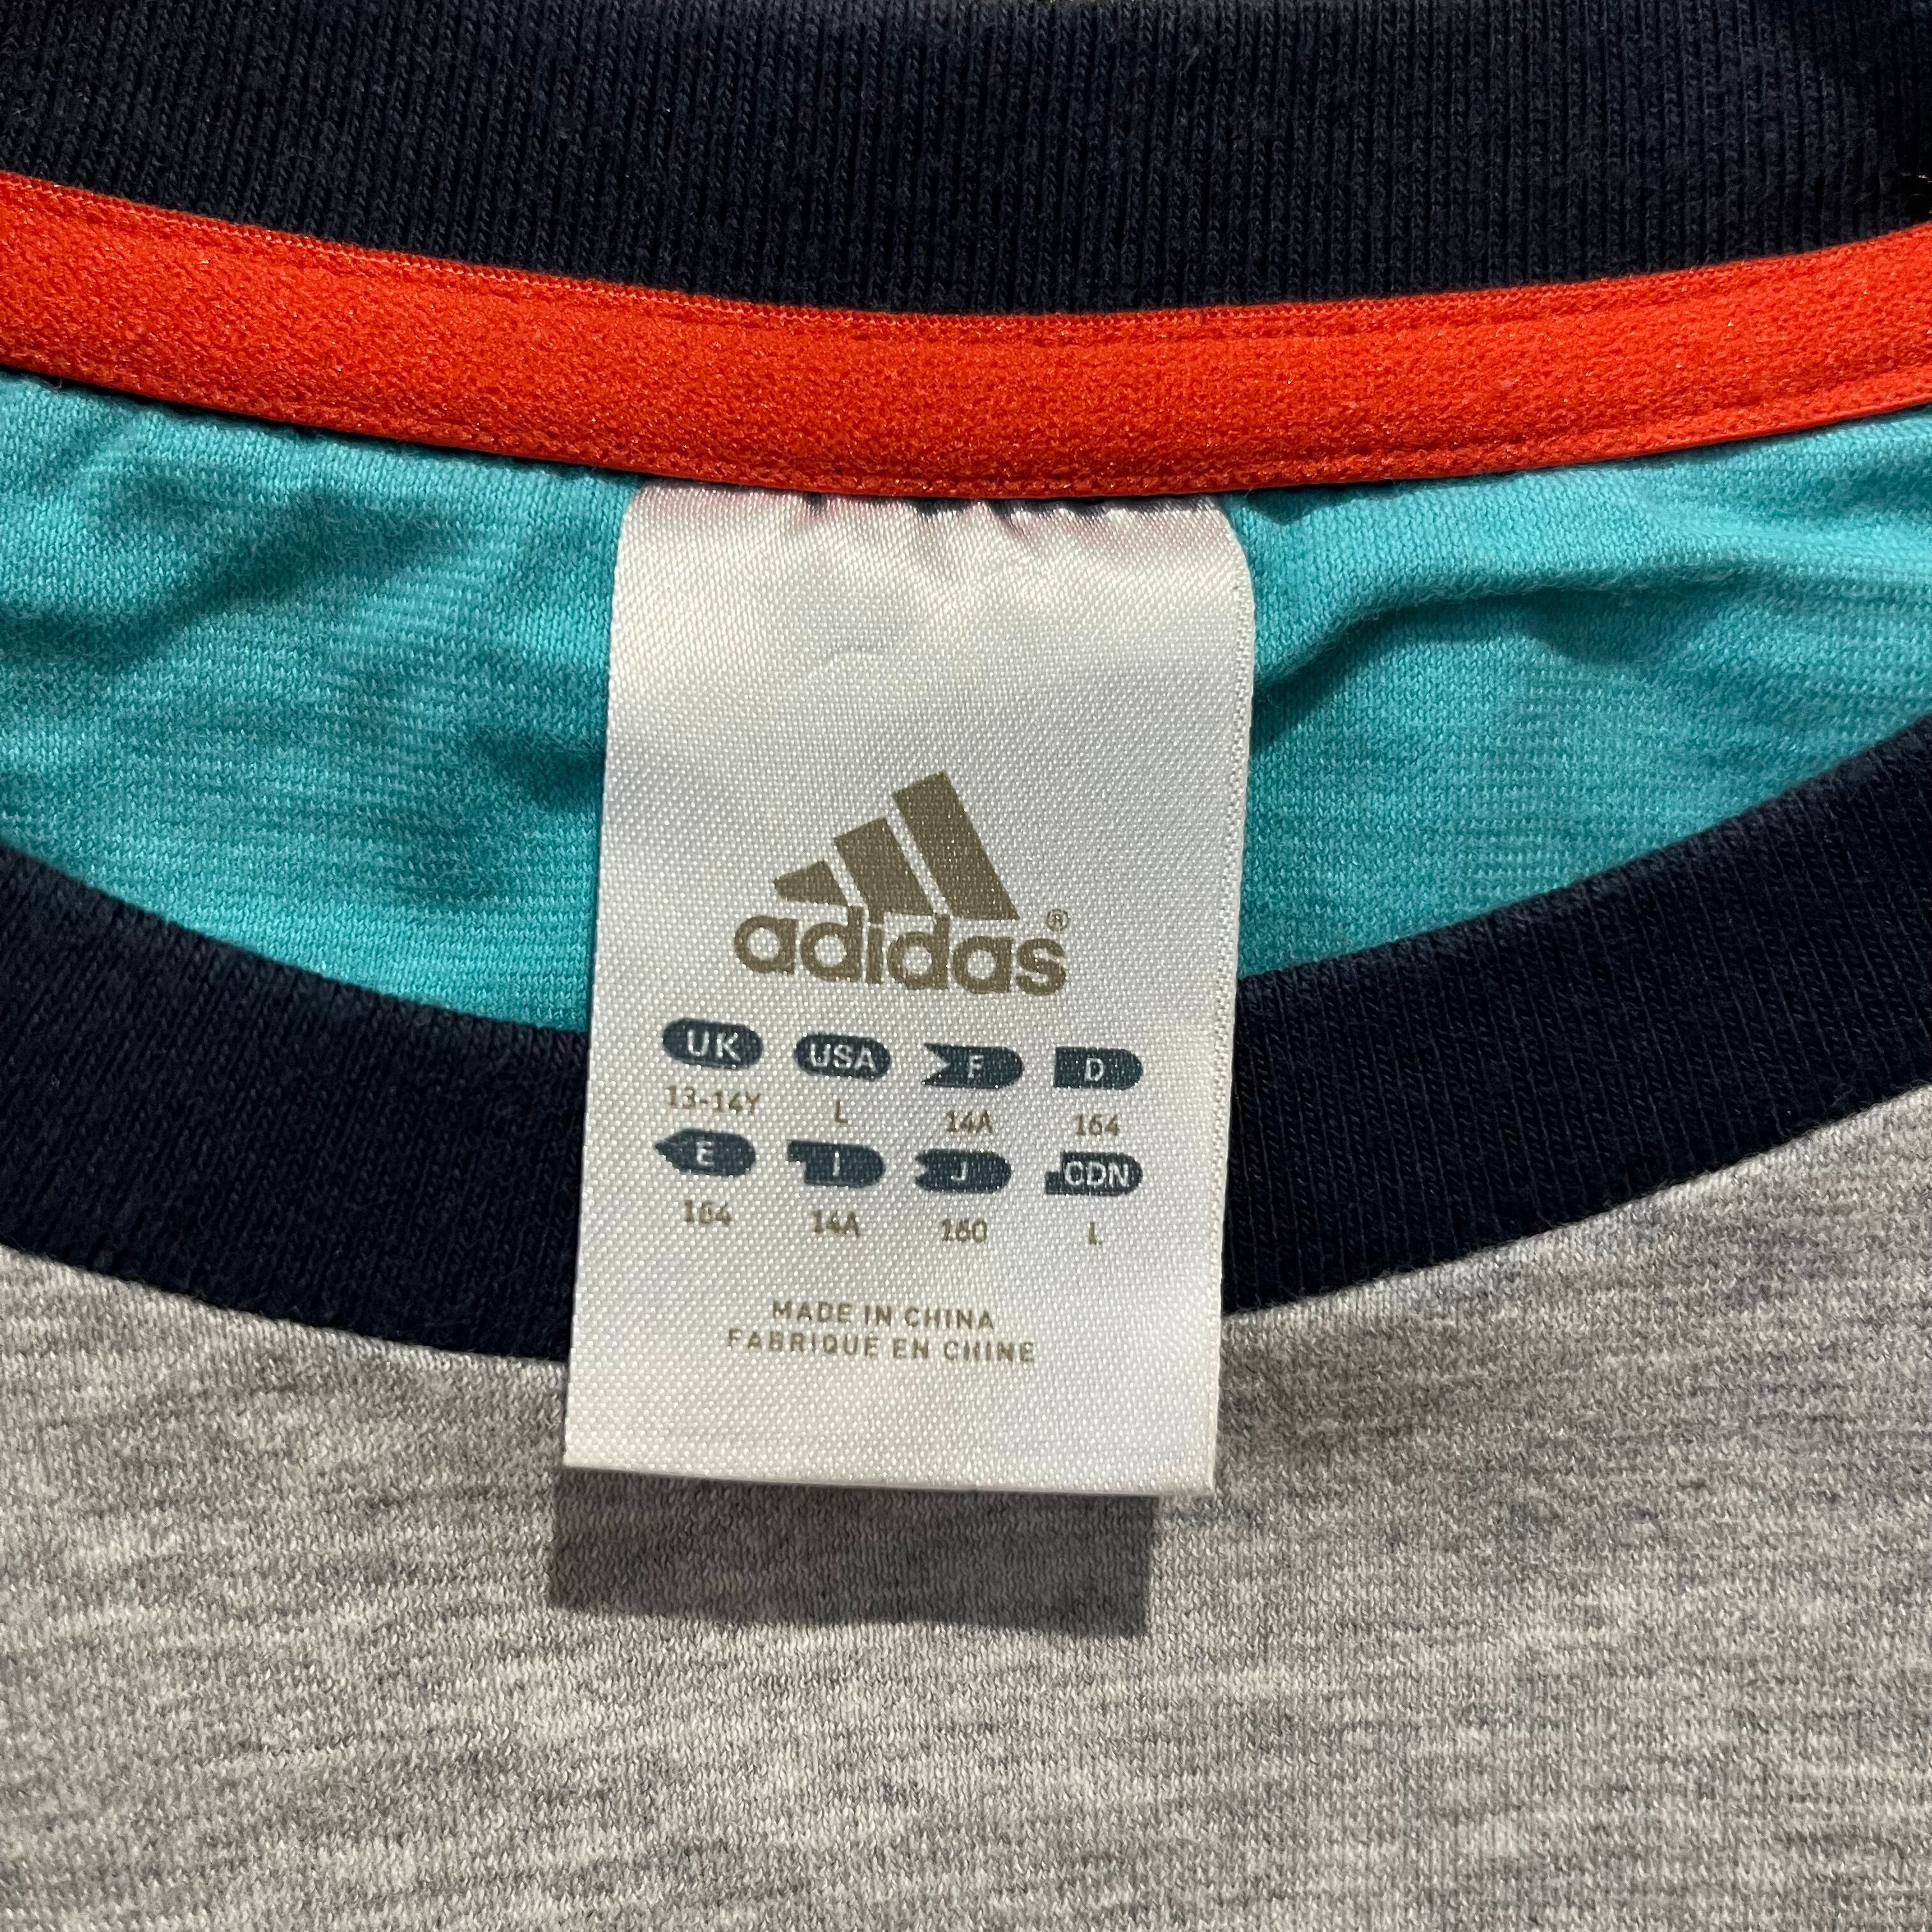 adidas®
UK USA F D
13-14Y L 14A 164
E I J CDN
164 14A 160 L
MADE IN CHINA
FABRIQUE EN CHINE